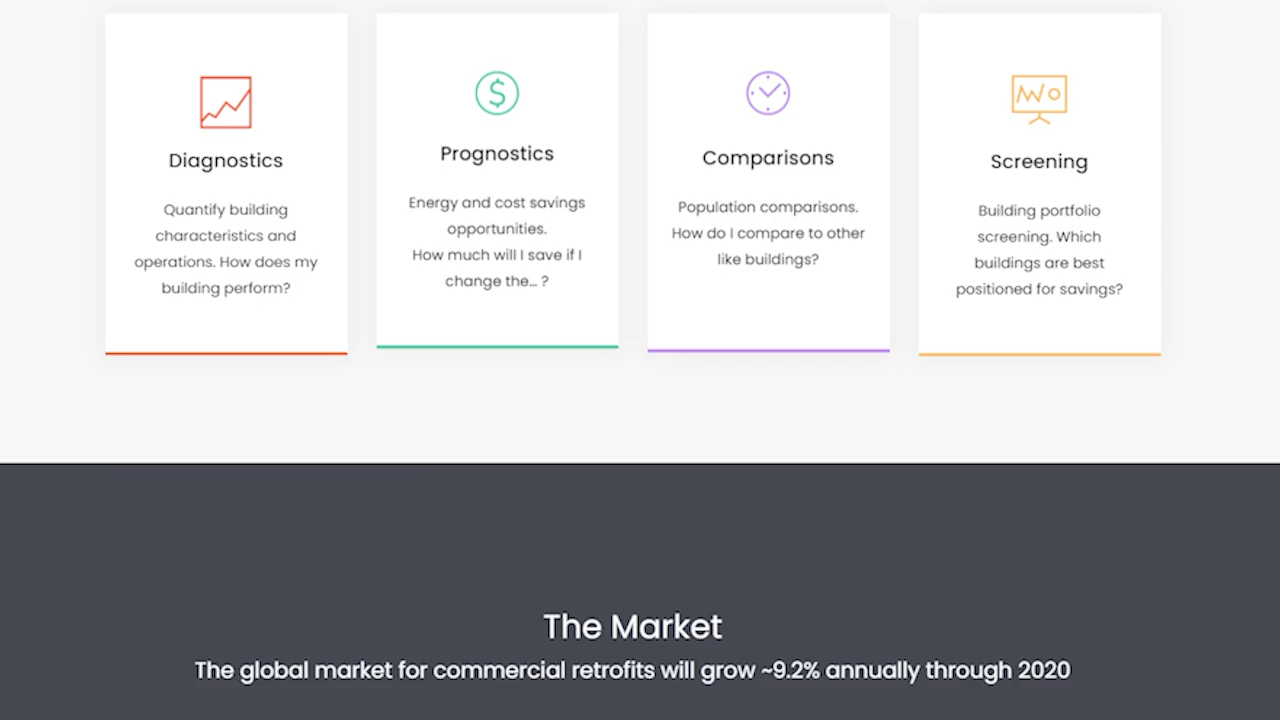 Diagnostics
Quantify building
characteristics and
operations. How does my
building perform?
Prognostics
Energy and cost savings
opportunities.
How much will I save if I
change the... ?
Comparisons
Population comparisons.
How do I compare to other
like buildings?
Screening
Building portfolio
screening. Which
buildings are best
positioned for savings?
The Market
The global market for commercial retrofits will grow ~9.2% annually through 2020